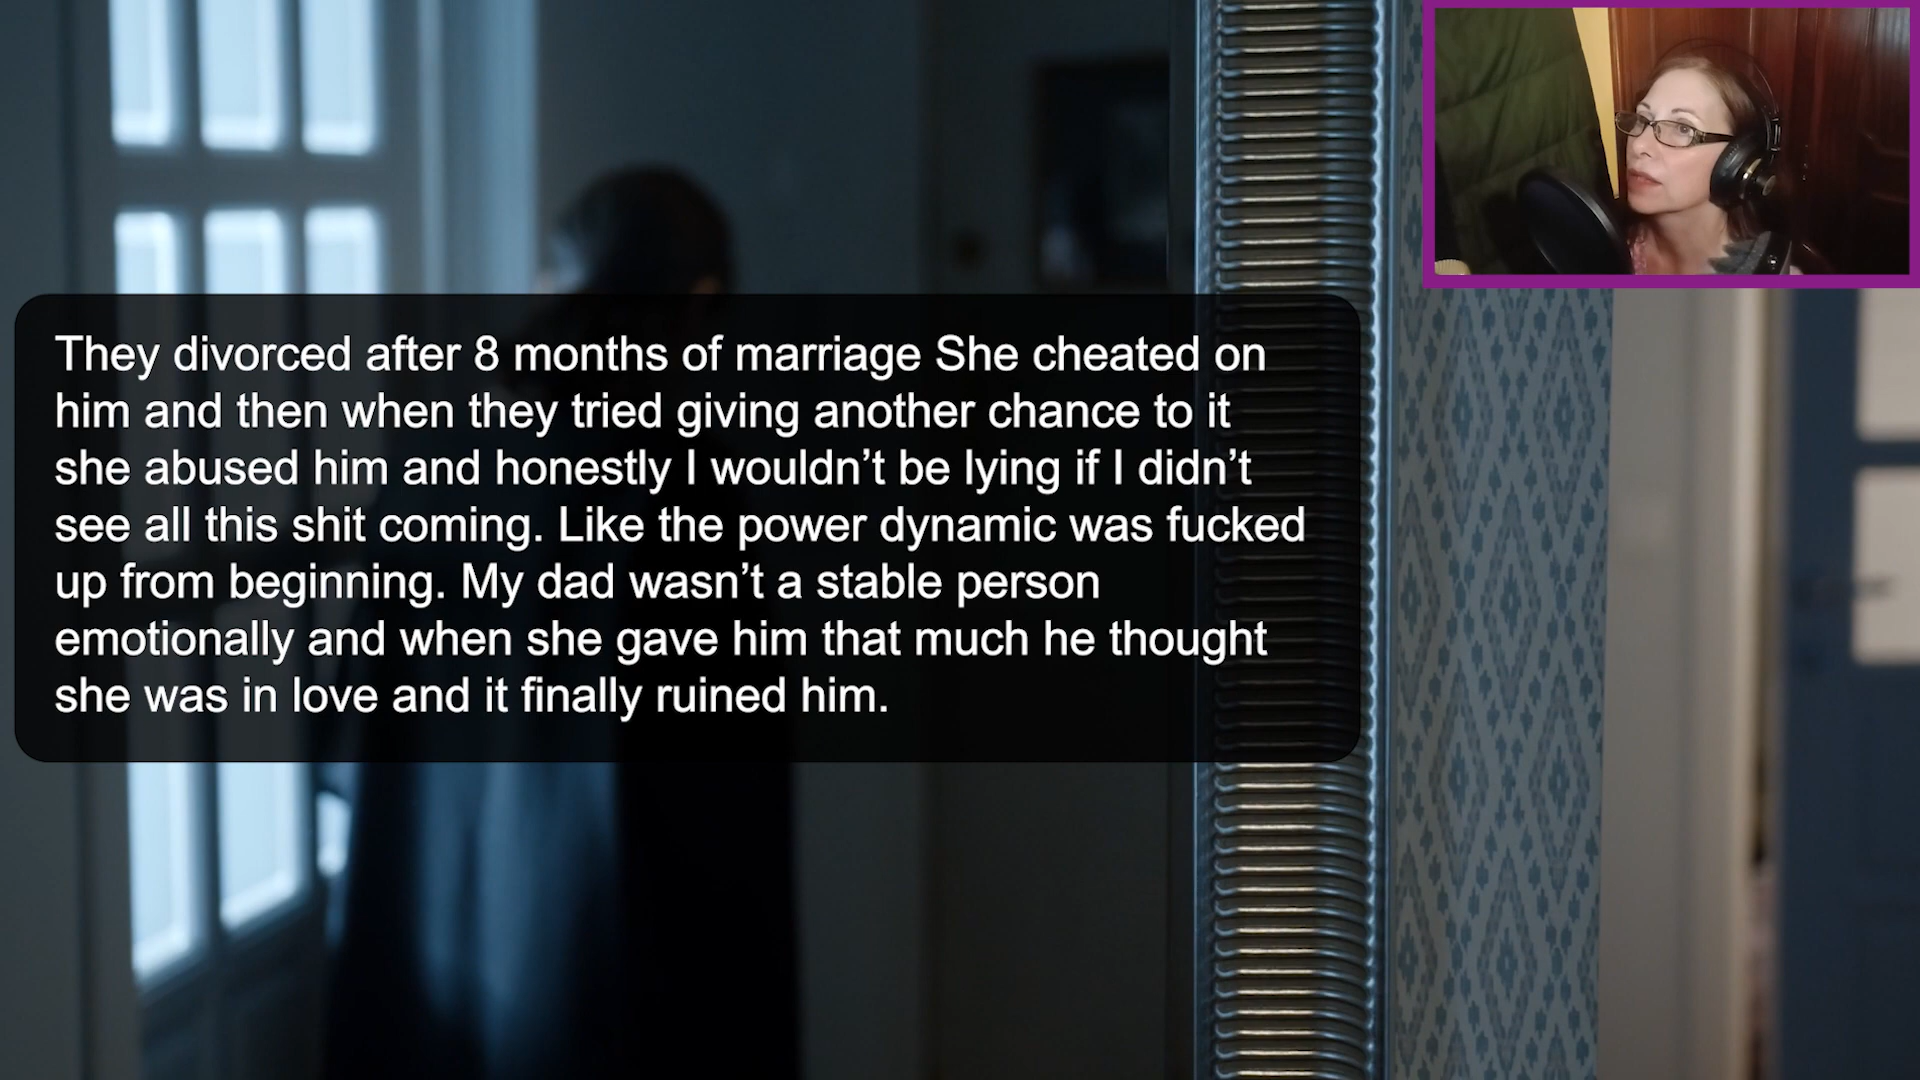 They divorced after 8 months of marriage She cheated on
him and then when they tried giving another chance to it
she abused him and honestly I wouldn’t be lying if I didn’t
see all this shit coming. Like the power dynamic was fucked
up from beginning. My dad wasn’t a stable person
emotionally and when she gave him that much he thought
she was in love and it finally ruined him.